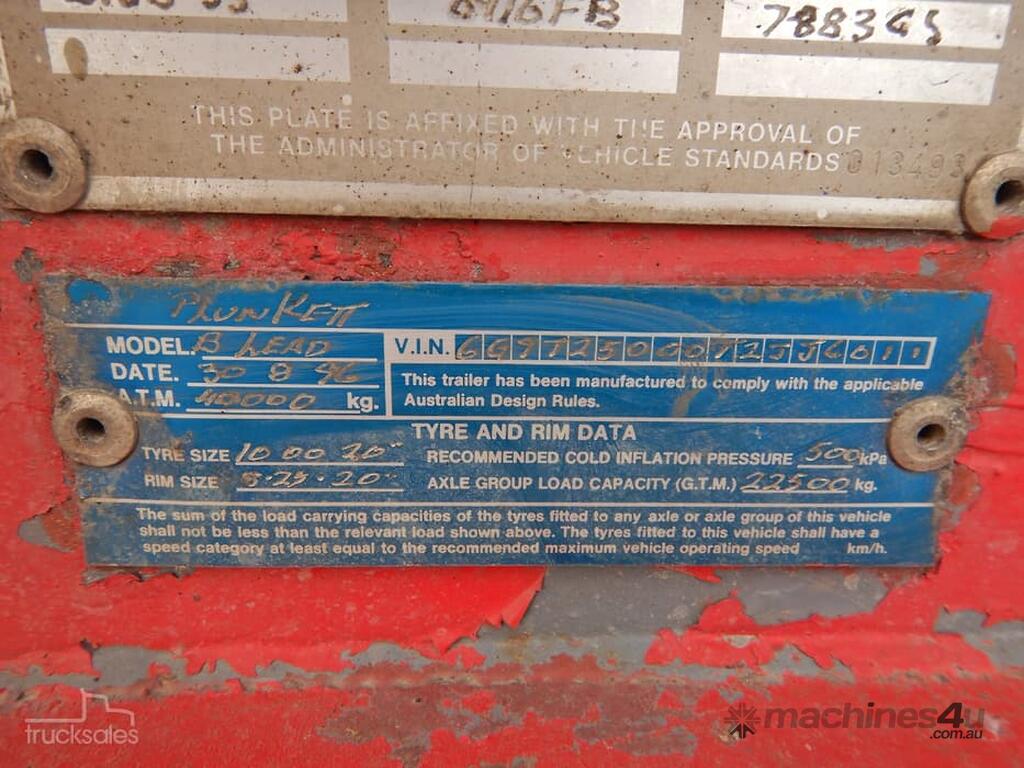 6416FB 7883GS
THIS PLATE IS AFFIXED WITH THE APPROVAL OF
THE ADMINISTRATOR OF VEHICLE STANDARDS 013493
PLUNKETT
MODEL. B LEAD
DATE. 30 8 96
A.T.M. 40000 kg.
V.I.N.
This trailer has been manufactured to comply with the applicable
Australian Design Rules.
TYRE AND RIM DATA
TYRE SIZE 10 00 20"
RECOMMENDED COLD INFLATION PRESSURE 500 kPa
RIM SIZE 8.25.20"
AXLE GROUP LOAD CAPACITY (G.T.M.) 22500 kg.
The sum of the load carrying capacities of the tyres fitted to any axle or axle group of this vehicle
shall not be less than the relevant load shown above. The tyres fitted to this vehicle shall have a
speed category at least equal to the recommended maximum vehicle operating speed km/h.
trucksales
machines4u
.com.au